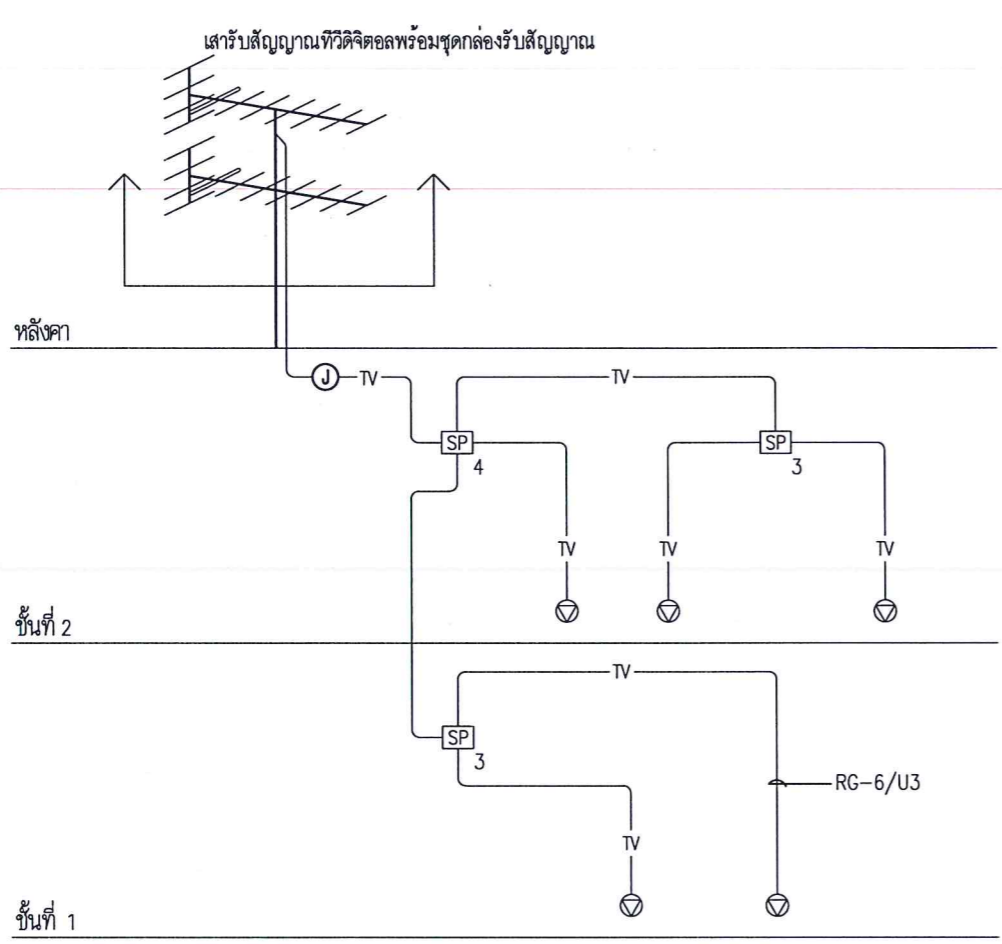 เสารับสัญญาณทีวีดิจิตอลพร้อมชุดกล่องรับสัญญาณ
หลังคา
J TV TV
SP SP
4 3
TV TV TV
ชั้นที่ 2
TV
SP
3
RG-6/U3
TV
ชั้นที่ 1